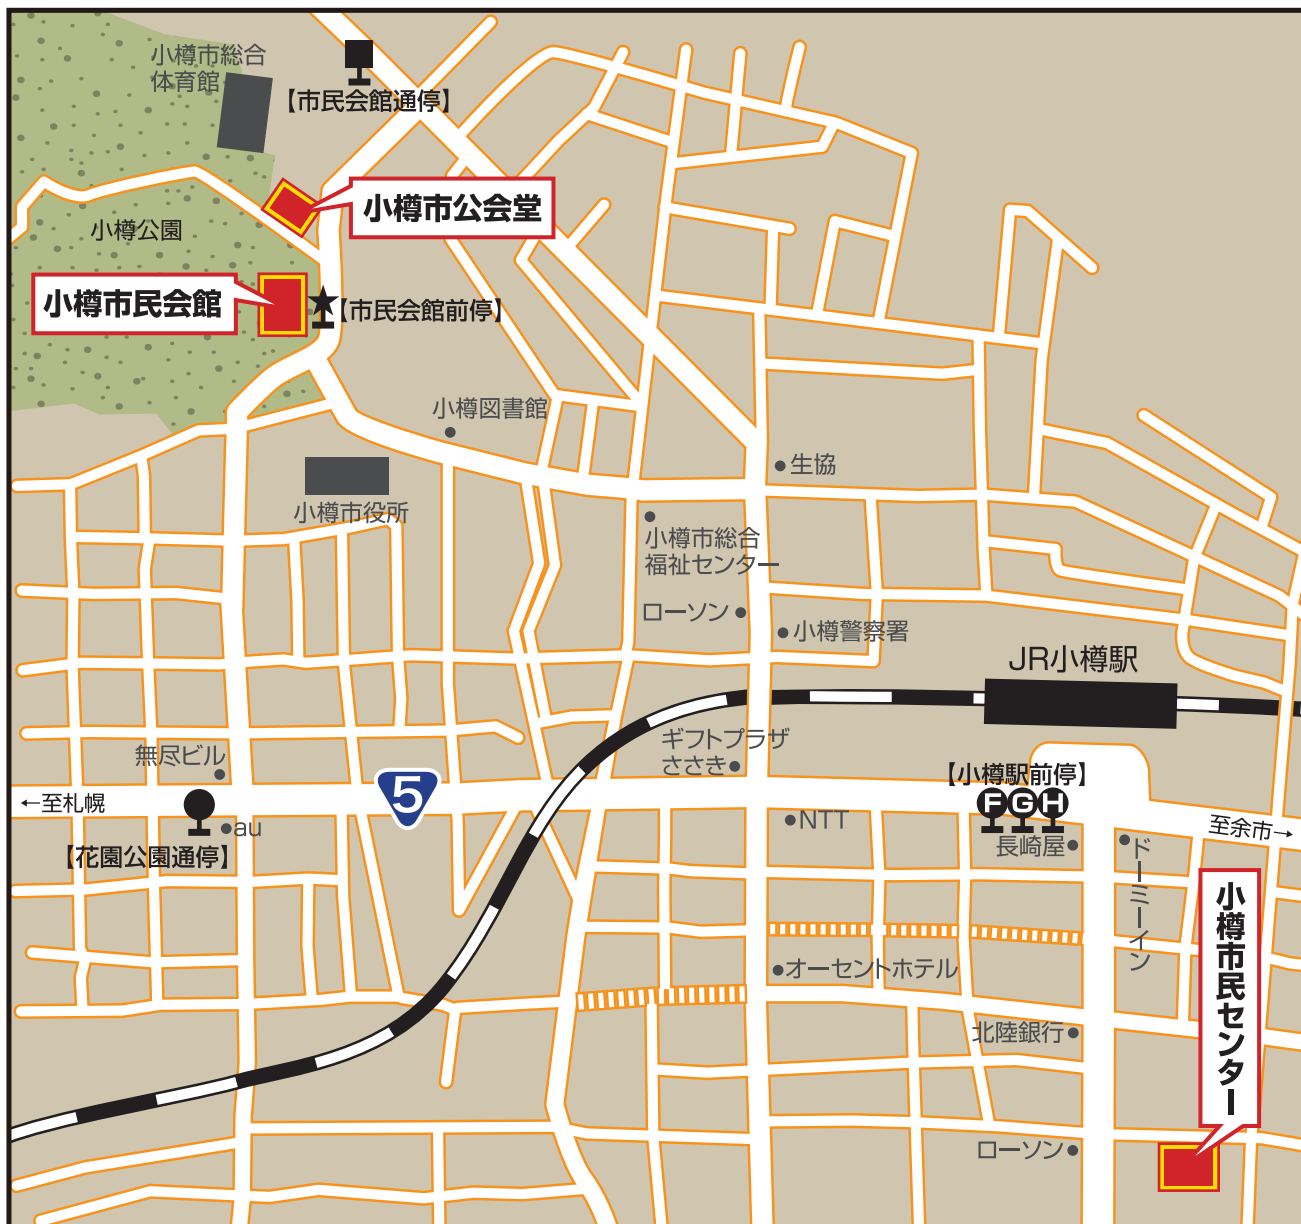 小樽市総合
体育館
【市民会館通停】
小樽市公会堂
小樽公園
小樽市民会館
【市民会館前停】
小樽図書館
小樽市役所
生協
小樽市総合
福祉センター
ローソン
小樽警察署
JR小樽駅
ギフトプラザ
ささき
無尽ビル
←至札幌
5
【小樽駅前停】
F G H
au
【花園公園通停】
NTT
長崎屋
至余市→
ドーミーイン
小樽市民センター
オーセントホテル
北陸銀行
ローソン